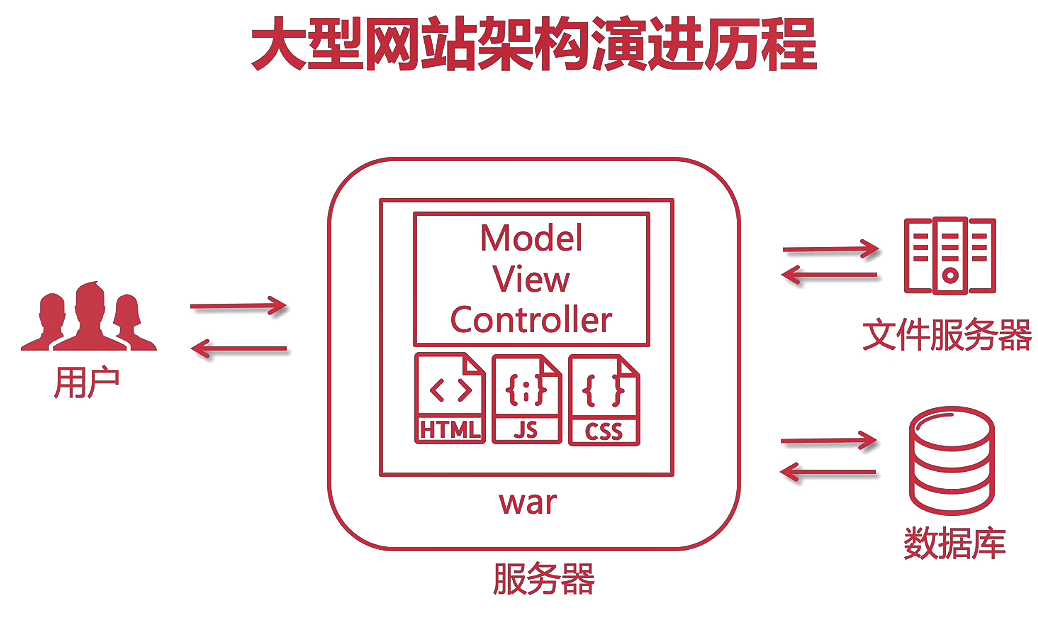 大型网站架构演进历程
Model
View
Controller
< >
{;}
{ }
HTML
JS
CSS
war
服务器
用户
文件服务器
数据库